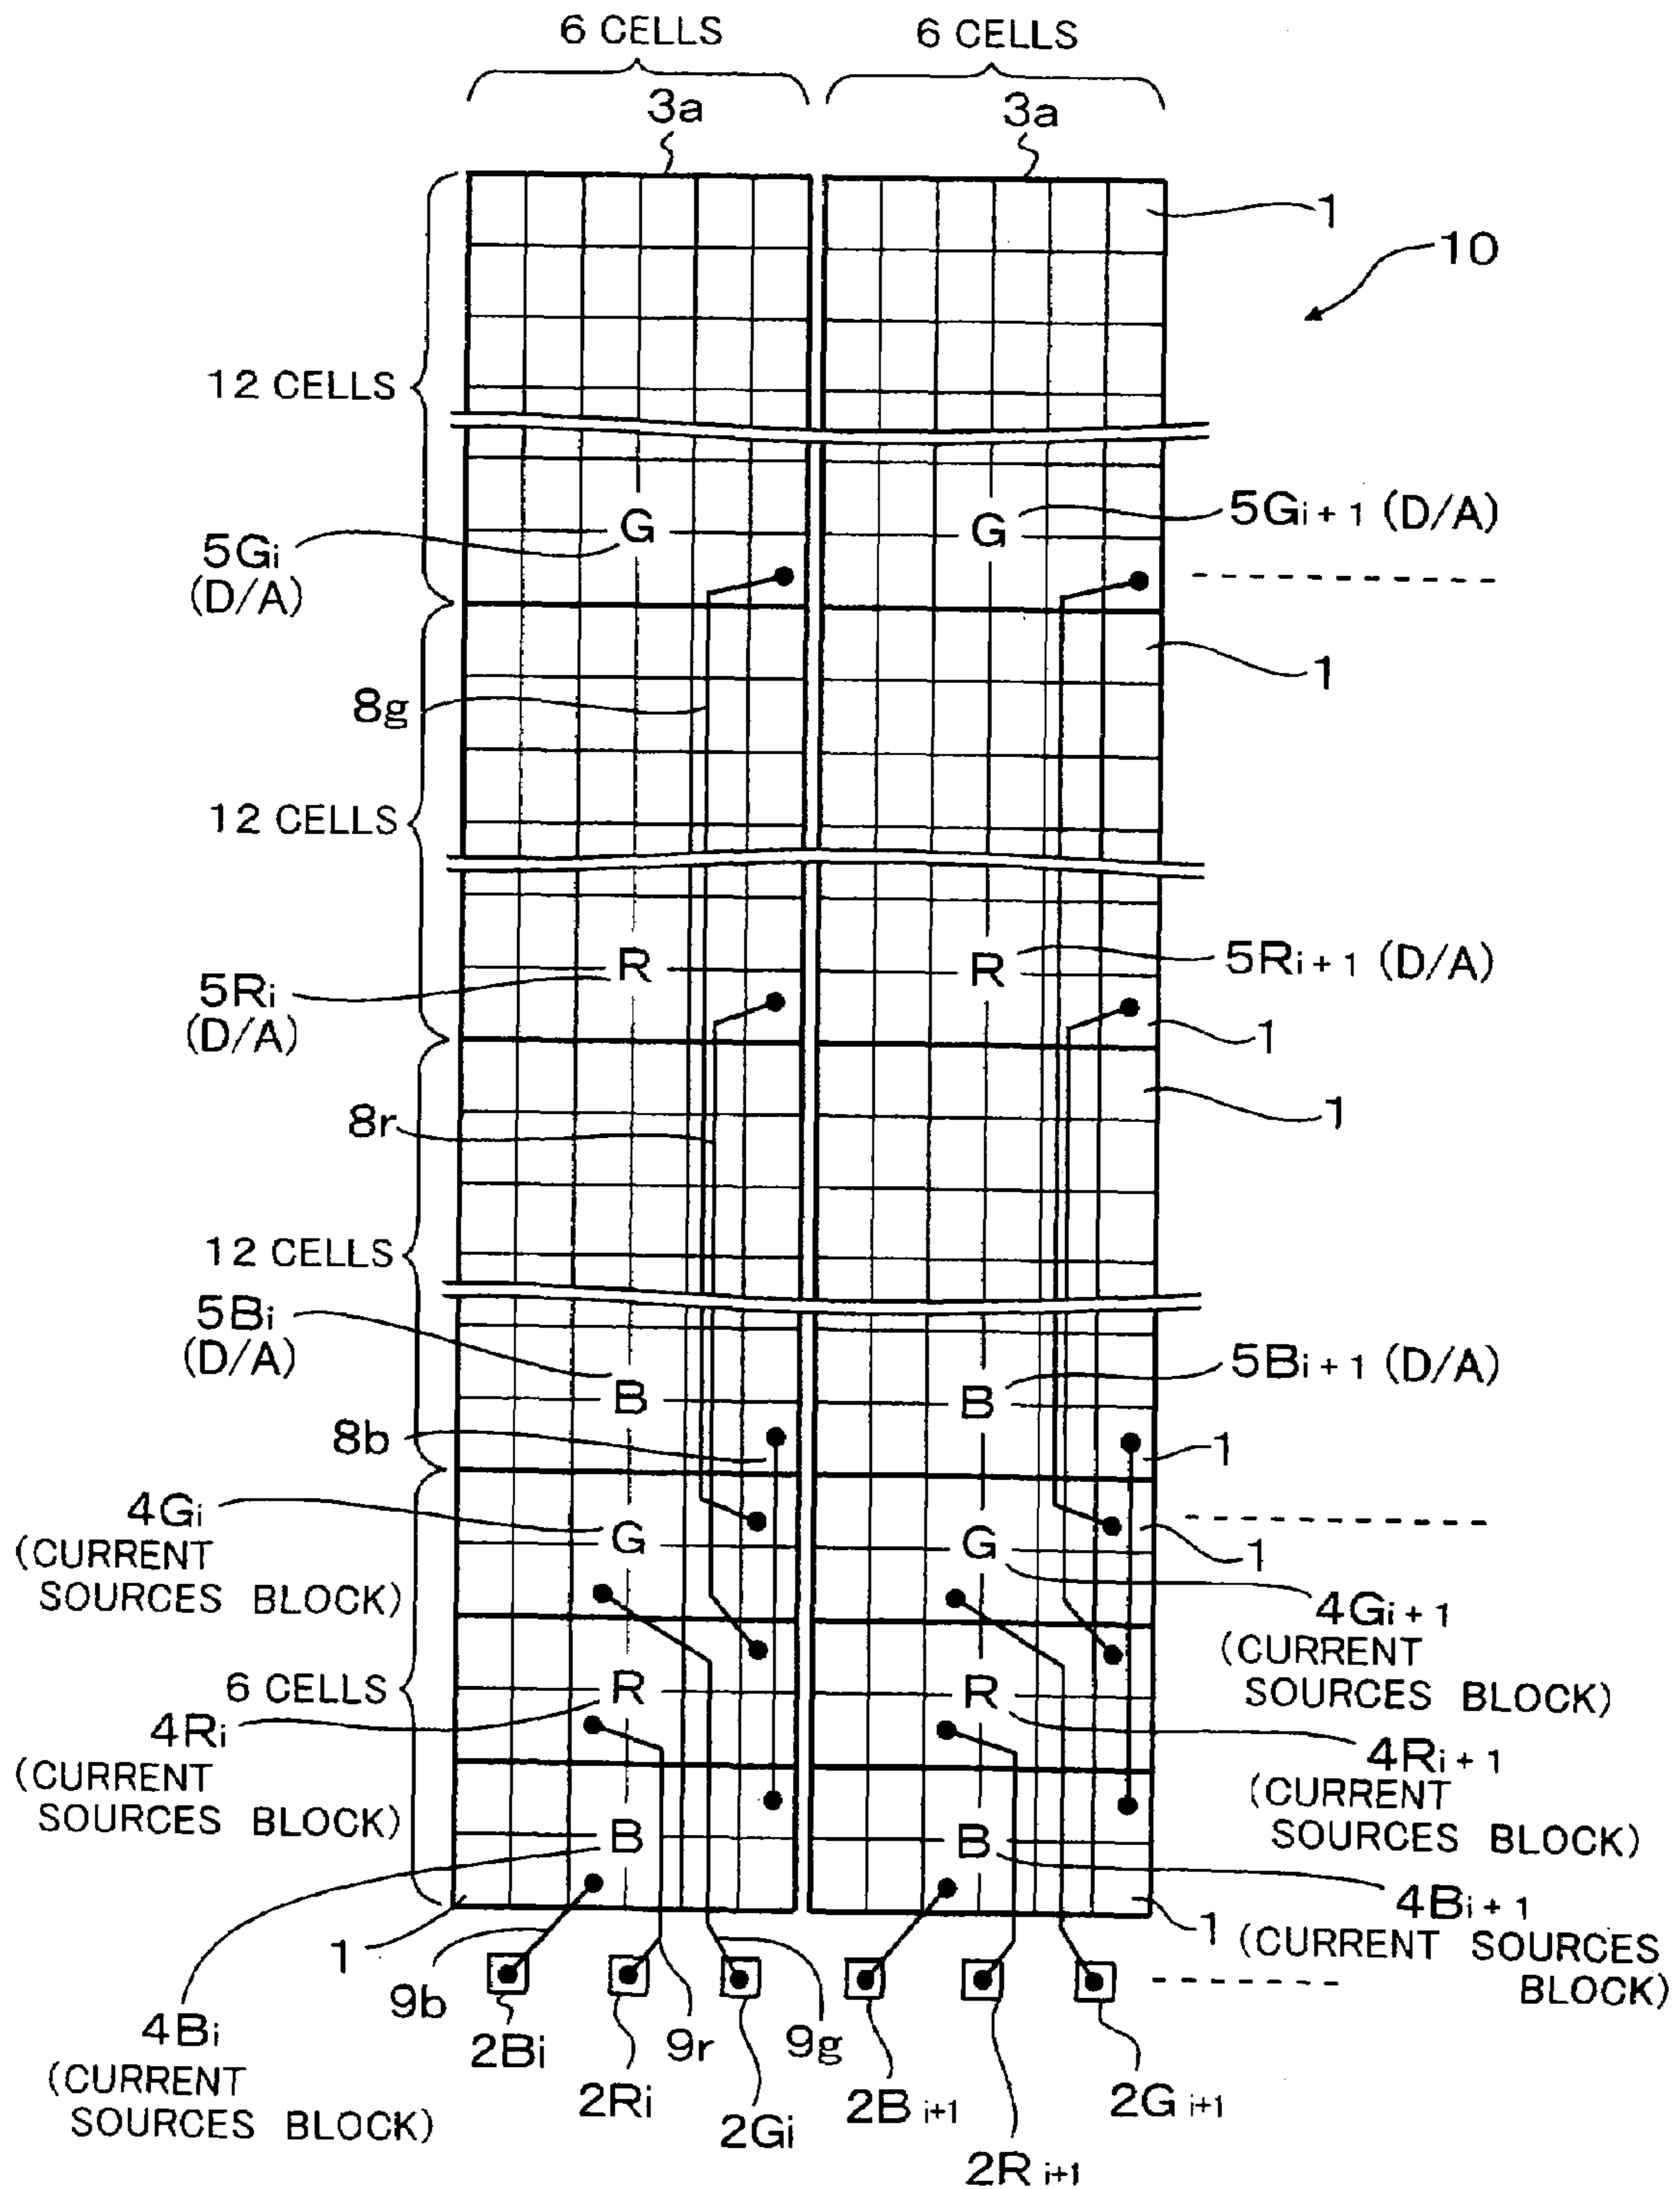 6 CELLS 6 CELLS
3a 3a
1
10
12 CELLS
G G 5Gi+1 (D/A)
5Gi
(D/A)
1
8g
12 CELLS
R R 5Ri+1 (D/A)
5Ri
(D/A)
1
1
8r
12 CELLS
5Bi
(D/A)
B B 5Bi+1 (D/A)
8b
1
4Gi
(CURRENT
SOURCES BLOCK)
G G
1
4Gi+1
(CURRENT
SOURCES BLOCK)
6 CELLS
R R
4Ri
(CURRENT
SOURCES BLOCK)
4Ri+1
(CURRENT
SOURCES BLOCK)
B B
4Bi+1
(CURRENT SOURCES
BLOCK)
1
1
9b
4Bi
(CURRENT
SOURCES BLOCK)
2Bi
9r
9g
2Ri
2Gi
2B i+1
2G i+1
2R i+1